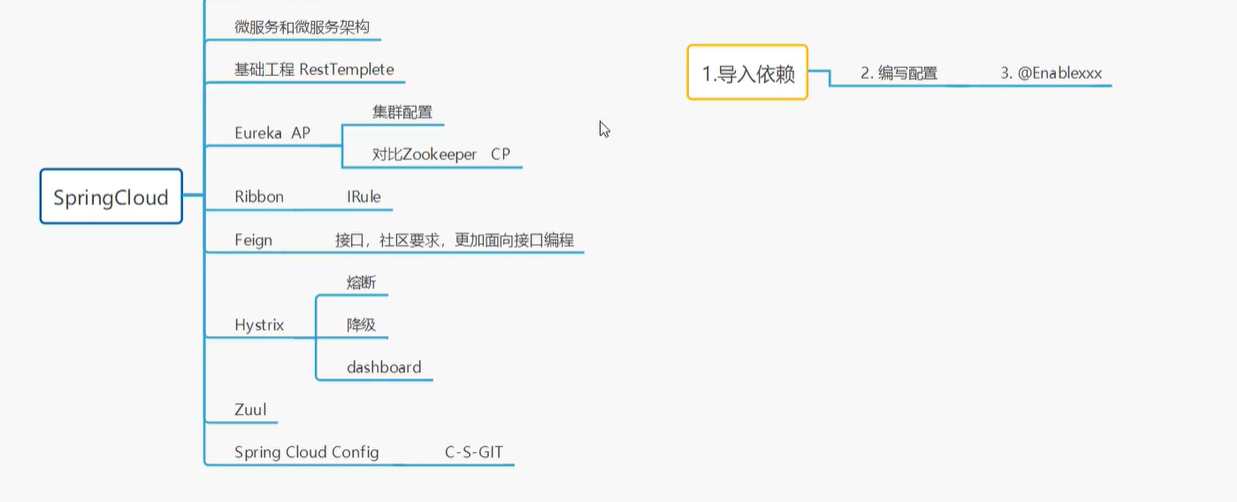 微服务和微服务架构
基础工程 RestTemplete
Eureka AP
集群配置
对比Zookeeper CP
SpringCloud
Ribbon IRule
Feign 接口，社区要求，更加面向接口编程
熔断
Hystrix 降级
dashboard
Zuul
Spring Cloud Config C-S-GIT
1.导入依赖 2. 编写配置 3. @Enablexxx